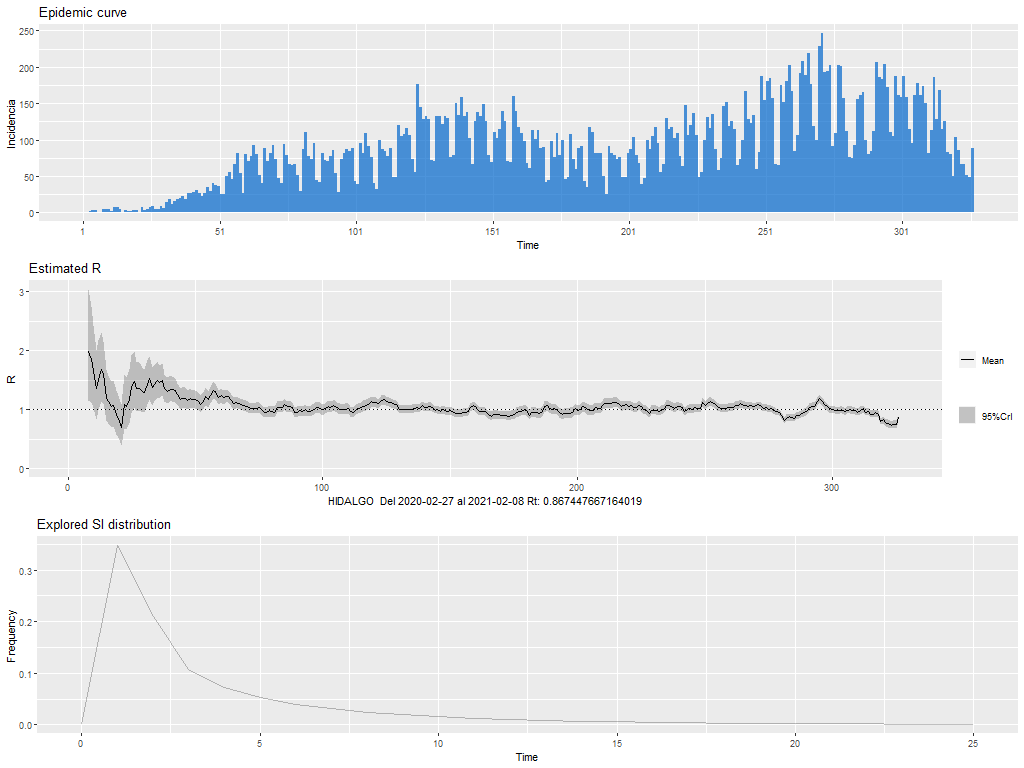 Epidemic curve
250
200
150
100
50
0
Incidencia
1 51 101 151 201 251 301
Time
Estimated R
3
2
1
0
R
Mean
95%CrI
0 100 200 300
HIDALGO Del 2020-02-27 al 2021-02-08 Rt: 0.867447667164019
Explored SI distribution
0.3
0.2
0.1
0.0
Frequency
0 5 10 15 20 25
Time